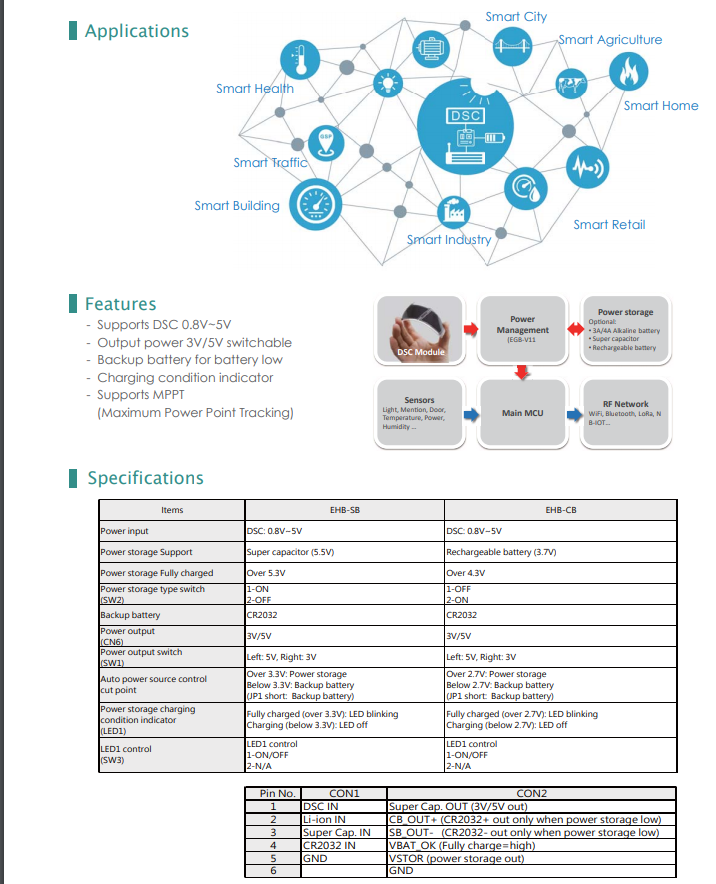 Applications
Smart City
Smart Agriculture
Smart Health
Smart Home
DSC
GSP
Smart Traffic
Smart Building
Smart Retail
Smart Industry
Features
- Supports DSC 0.8V~5V
- Output power 3V/5V switchable
- Backup battery for battery low
- Charging condition indicator
- Supports MPPT
(Maximum Power Point Tracking)
DSC Module
Power
Management
(EGB-V11
Power storage
Optional:
• 3A/4A Alkaline battery
• Super capacitor
• Rechargeable battery
Sensors
Light, Mention, Door,
Temperature, Power,
Humidity ...
Main MCU
RF Network
WiFi, Bluetooth, LoRa, N
B-IOT...
Specifications
Items EHB-SB EHB-CB
Power input DSC: 0.8V~5V DSC: 0.8V~5V
Power storage Support Super capacitor (5.5V) Rechargeable battery (3.7V)
Power storage Fully charged Over 5.3V Over 4.3V
Power storage type switch 1-ON 1-OFF
(SW2) 2-OFF 2-ON
Backup battery CR2032 CR2032
Power output
(CN6) 3V/5V 3V/5V
Power output switch
(SW1) Left: 5V, Right: 3V Left: 5V, Right: 3V
Auto power source control
cut point
Over 3.3V: Power storage
Below 3.3V: Backup battery
(JP1 short: Backup battery)
Over 2.7V: Power storage
Below 2.7V: Backup battery
(JP1 short: Backup battery)
Power storage charging
condition indicator
(LED1)
Fully charged (over 3.3V): LED blinking
Charging (below 3.3V): LED off
Fully charged (over 2.7V): LED blinking
Charging (below 2.7V): LED off
LED1 control
(SW3)
LED1 control
1-ON/OFF
2-N/A
LED1 control
1-ON/OFF
2-N/A
Pin No. CON1 CON2
1 DSC IN Super Cap. OUT (3V/5V out)
2 Li-ion IN CB_OUT+ (CR2032+ out only when power storage low)
3 Super Cap. IN SB_OUT- (CR2032- out only when power storage low)
4 CR2032 IN VBAT_OK (Fully charge=high)
5 GND VSTOR (power storage out)
6 GND